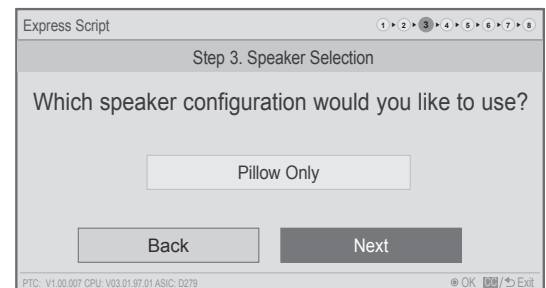 Express Script 1 2 3 4 5 6 7 8
Step 3. Speaker Selection
Which speaker configuration would you like to use?
Pillow Only
Back Next
PTC: V1.00.007 CPU: V03.01.97.01 ASIC: D279 OK CC / Exit